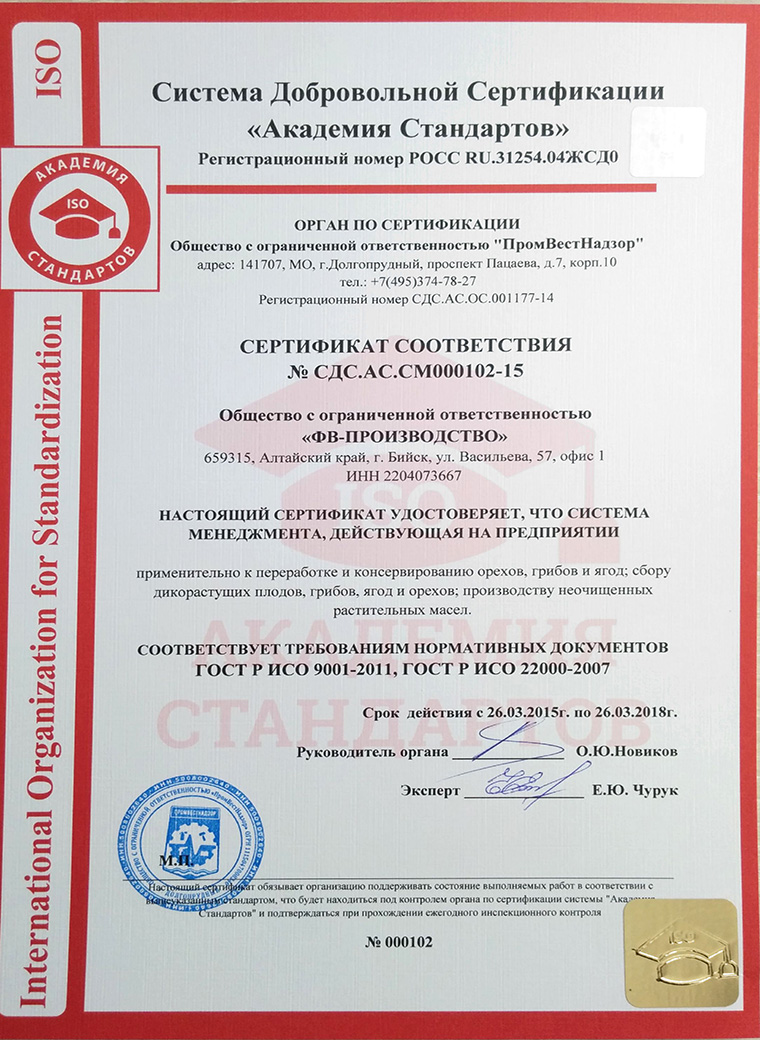 ISO
International Organization for Standardization
АКАДЕМИЯ
ISO
СТАНДАРТОВ
Система Добровольной Сертификации
«Академия Стандартов»
Регистрационный номер РОСС RU.31254.04ЖСД0
ОРГАН ПО СЕРТИФИКАЦИИ
Общество с ограниченной ответственностью "ПромВестНадзор"
адрес: 141707, МО, г.Долгопрудный, проспект Пацаева, д.7, корп.10
тел.: +7(495)374-78-27
Регистрационный номер СДС.АС.ОС.001177-14
СЕРТИФИКАТ СООТВЕТСТВИЯ
№ СДС.АС.СМ000102-15
Общество с ограниченной ответственностью
«ФВ-ПРОИЗВОДСТВО»
659315, Алтайский край, г. Бийск, ул. Васильева, 57, офис 1
ИНН 2204073667
ISO
НАСТОЯЩИЙ СЕРТИФИКАТ УДОСТОВЕРЯЕТ, ЧТО СИСТЕМА
МЕНЕДЖМЕНТА, ДЕЙСТВУЮЩАЯ НА ПРЕДПРИЯТИИ
применительно к переработке и консервированию орехов, грибов и ягод; сбору
дикорастущих плодов, грибов, ягод и орехов; производству неочищенных
растительных масел.
АКАДЕМИЯ
СТАНДАРТОВ
СООТВЕТСТВУЕТ ТРЕБОВАНИЯМ НОРМАТИВНЫХ ДОКУМЕНТОВ
ГОСТ Р ИСО 9001-2011, ГОСТ Р ИСО 22000-2007
Срок действия с 26.03.2015г. по 26.03.2018г.
Руководитель органа О.Ю.Новиков
Эксперт Е.Ю. Чурук
ПРОМВЕСТНАДЗОР
М.П.
Настоящий сертификат обязывает организацию поддерживать состояние выполняемых работ в соответствии с
вышеуказанным стандартом, что будет находиться под контролем органа по сертификации системы "Академия
Стандартов" и подтверждаться при прохождении ежегодного инспекционного контроля
№ 000102
ISO